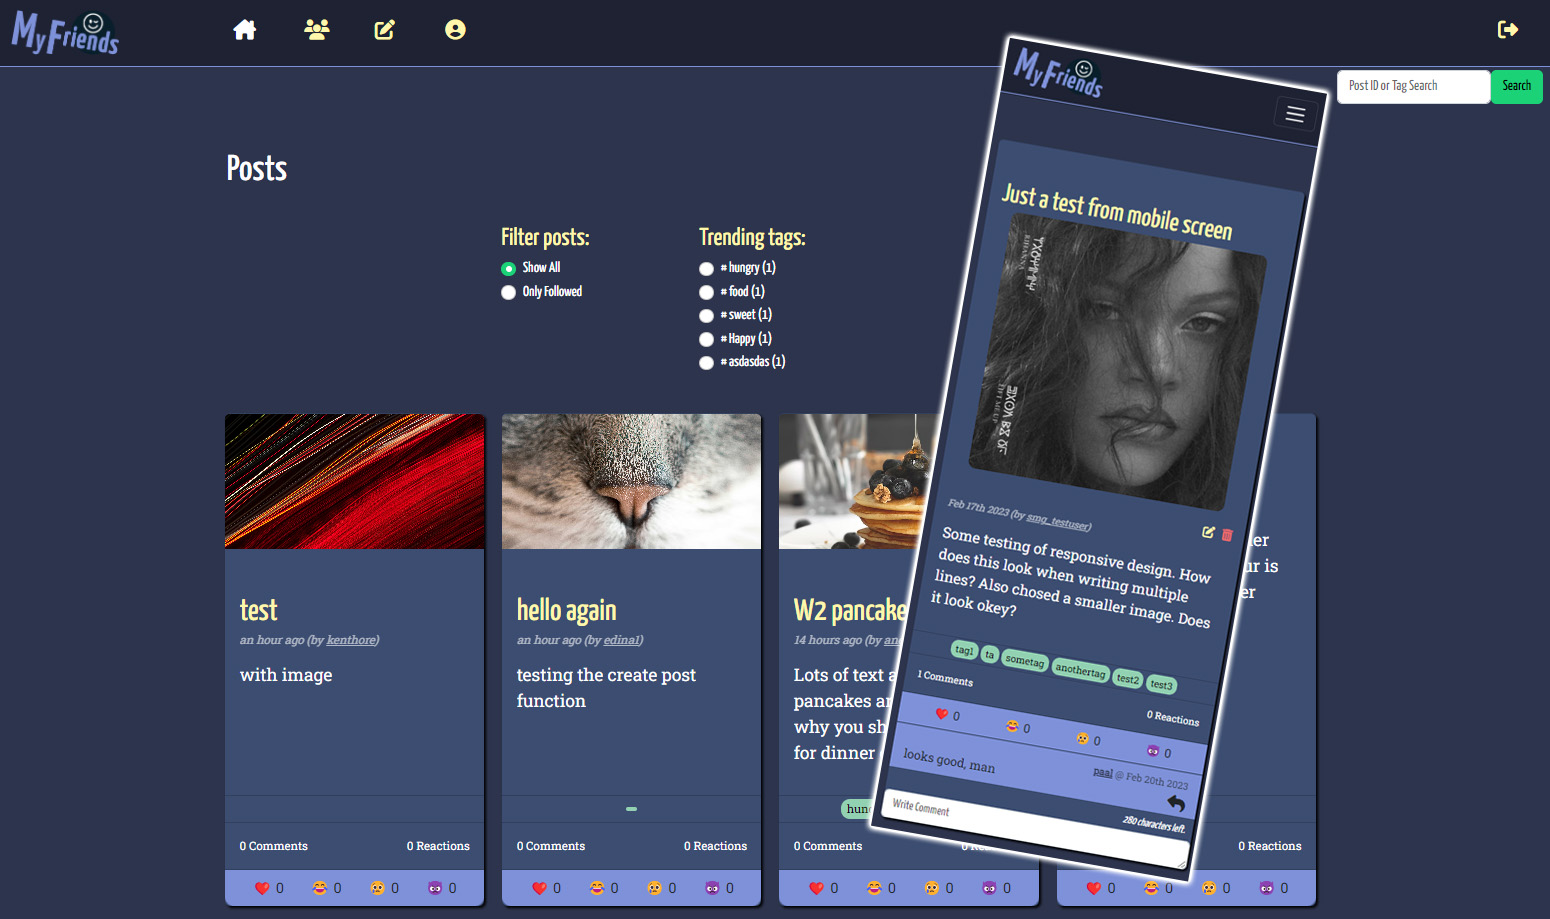 MyFriends
Post ID or Tag Search
Search
Posts
Filter posts:
Show All
Only Followed
Trending tags:
# hungry (1)
# food (1)
# sweet (1)
# Happy (1)
# asdasdas (1)
test
an hour ago (by kenthore)
with image
0 Comments
0 Reactions
0
0
0
0
hello again
an hour ago (by edina1)
testing the create post
function
0 Comments
0 Reactions
0
0
0
0
W2 pancake
14 hours ago (by an
Lots of text a
pancakes a
why you sh
for dinner
hun
0 Comments
0
0
0
0
is
er
0 Reactions
0
0
0
0
MyFriends
Just a test from mobile screen
RIHANNA
LIFT ME UP
Feb 17th 2023 (by smg_testuser)
Some testing of responsive design. How
does this look when writing multiple
lines? Also chosed a smaller image. Does
it look okey?
tag1
ta
sometag
anothertag
test2
test3
1 Comments
0 Reactions
0
0
0
0
looks good, man
paal @ Feb 20th 2023
Write Comment
280 characters left.